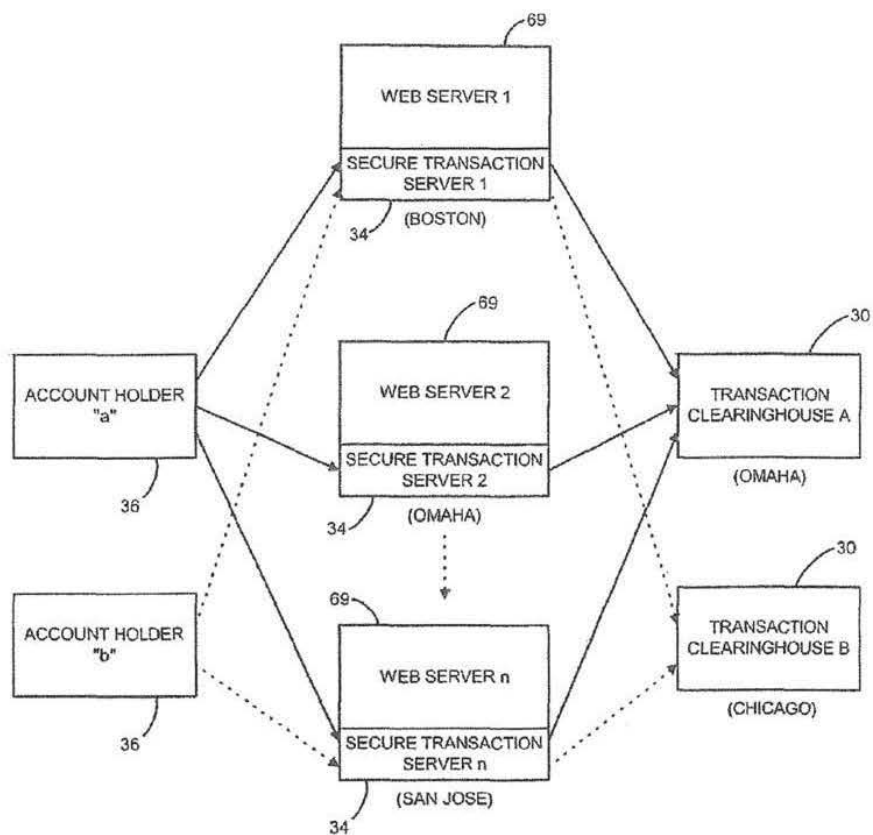 69
WEB SERVER 1
SECURE TRANSACTION
SERVER 1
34
(BOSTON)
69
30
WEB SERVER 2
ACCOUNT HOLDER
"a"
TRANSACTION
CLEARINGHOUSE A
SECURE TRANSACTION
SERVER 2
36
34
(OMAHA)
(OMAHA)
30
69
ACCOUNT HOLDER
"b"
WEB SERVER n
TRANSACTION
CLEARINGHOUSE B
36
SECURE TRANSACTION
SERVER n
(CHICAGO)
34
(SAN JOSE)